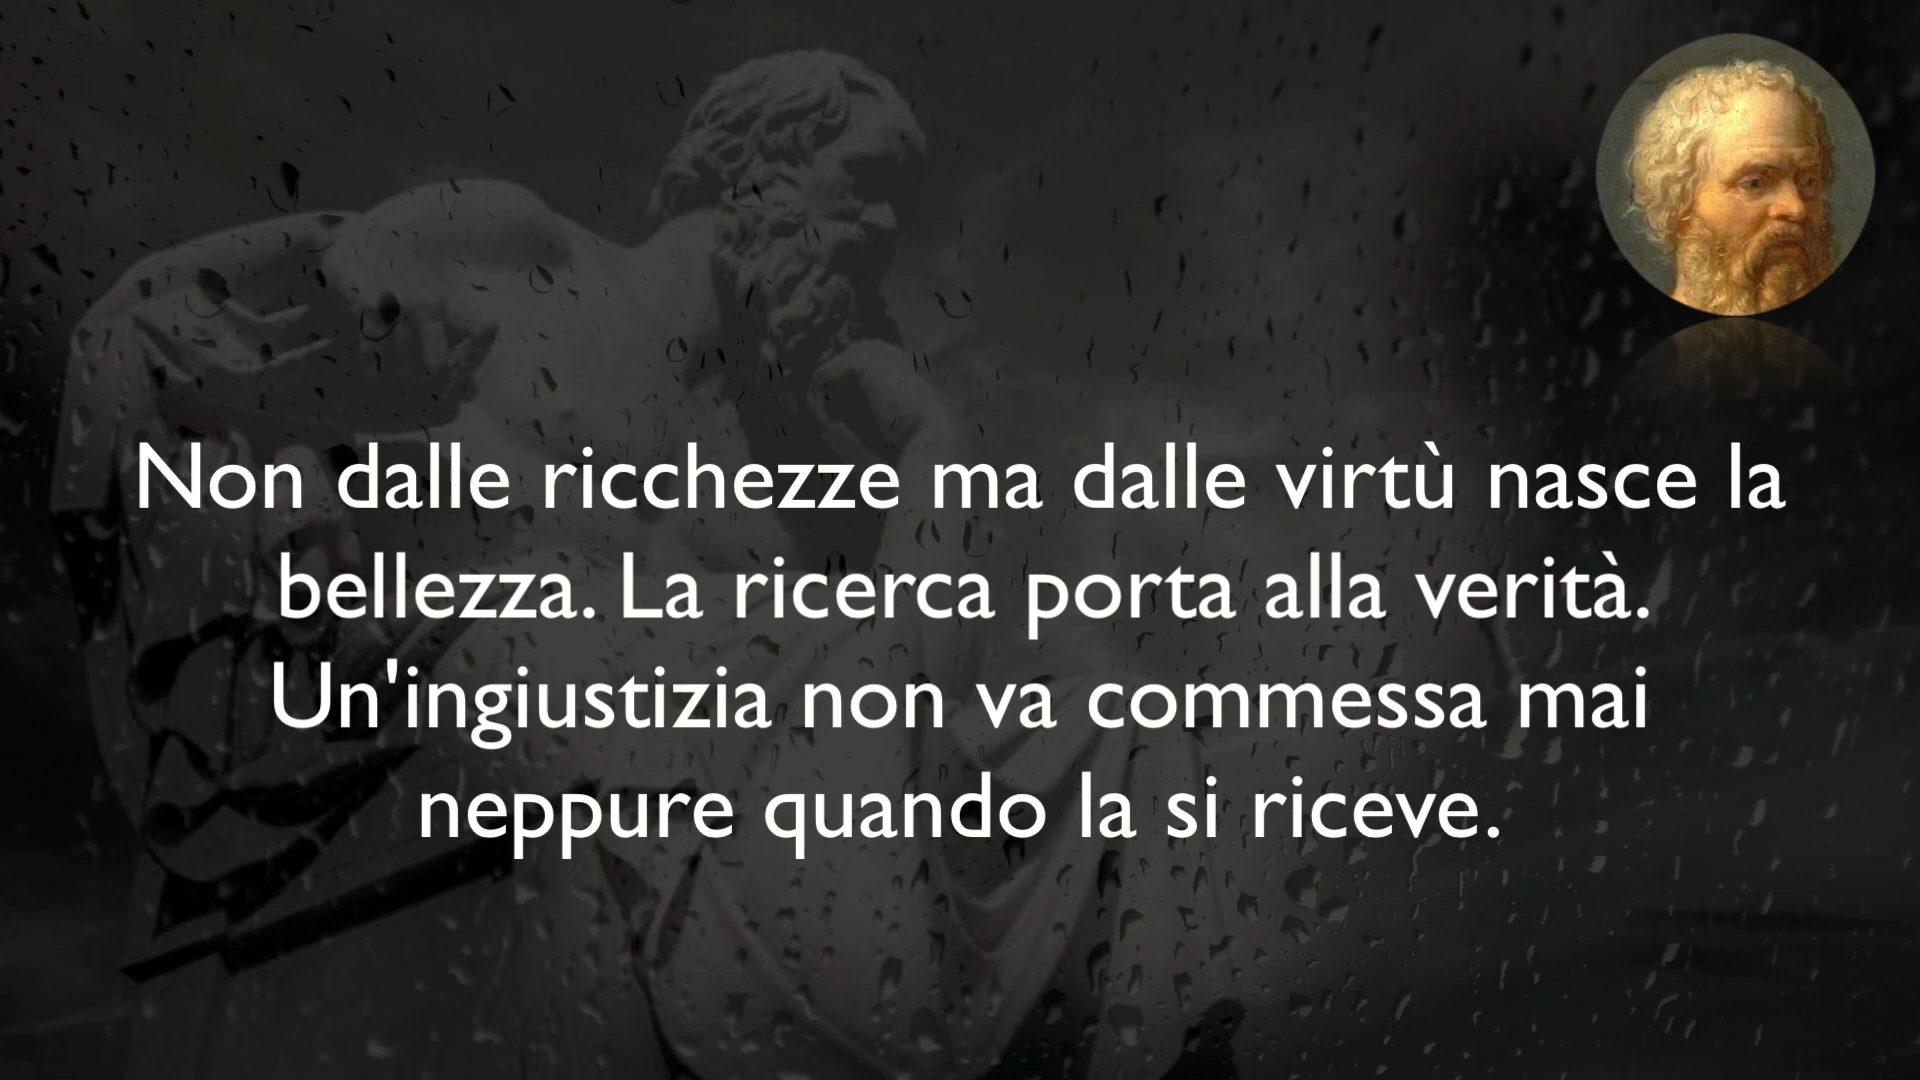 Non dalle ricchezze ma dalle virtù nasce la
bellezza. La ricerca porta alla verità.
Un'ingiustizia non va commessa mai
neppure quando la si riceve.